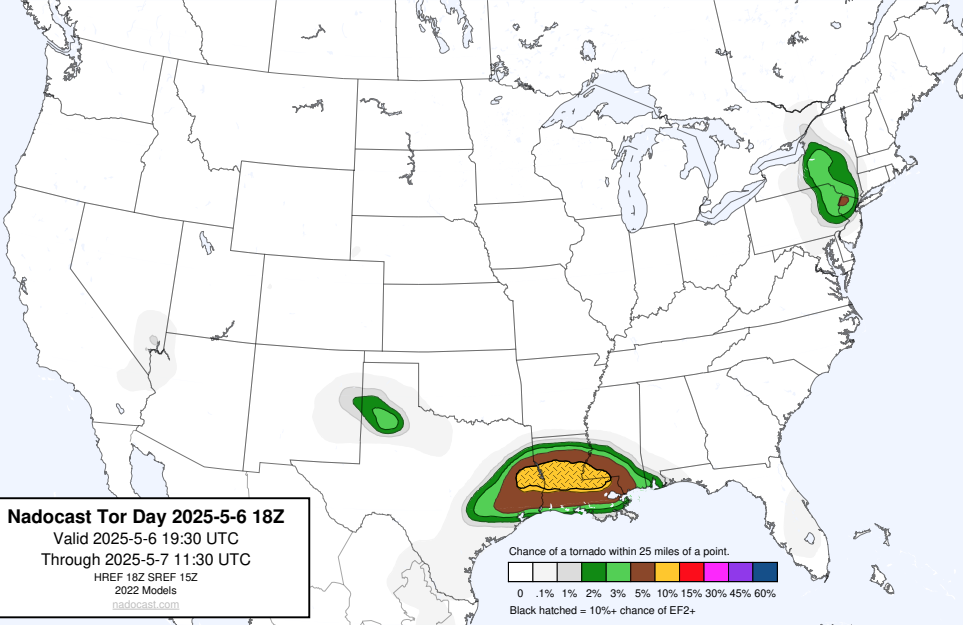 Nadocast Tor Day 2025-5-6 18Z
Valid 2025-5-6 19:30 UTC
Through 2025-5-7 11:30 UTC
HREF 18Z SREF 15Z
2022 Models
nadocast.com
Chance of a tornado within 25 miles of a point.
0 .1% 1% 2% 3% 5% 10% 15% 30% 45% 60%
Black hatched = 10%+ chance of EF2+